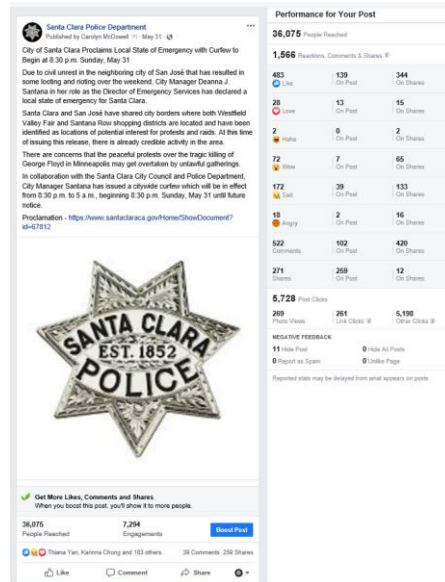 Santa Clara Police Department
Published by Carolyn McDowell · May 31 ·
City of Santa Clara Proclaims Local State of Emergency with Curfew to
Begin at 8:30 p.m. Sunday, May 31
Due to civil unrest in the neighboring city of San José that has resulted in
some looting and rioting over the weekend, City Manager Deanna J.
Santana in her role as the Director of Emergency Services has declared a
local state of emergency for Santa Clara.
Santa Clara and San José have shared city borders where both Westfield
Valley Fair and Santana Row shopping districts are located and have been
identified as locations of potential interest for protests and raids. At this time
of issuing this release, there is already credible activity in the area.
There are concerns that the peaceful protests over the tragic killing of
George Floyd in Minneapolis may get overtaken by unlawful gatherings.
In collaboration with the Santa Clara City Council and Police Department,
City Manager Santana has issued a citywide curfew which will be in effect
from 8:30 p.m. to 5 a.m., beginning 8:30 p.m. Sunday, May 31 until future
notice.
Proclamation - https://www.santaclaraca.gov/Home/ShowDocument?
id=67812
SANTA CLARA
EST. 1852
POLICE
Get More Likes, Comments and Shares
When you boost this post, you'll show it to more people.
36,075 7,294
People Reached Engagements
Boost Post
Thiana Yan, Karinna Chong and 183 others 39 Comments 259 Shares
Like Comment Share
Performance for Your Post
36,075 People Reached
1,566 Reactions, Comments & Shares
483 139 344
Like On Post On Shares
28 13 15
Love On Post On Shares
2 0 2
Haha On Post On Shares
72 7 65
Wow On Post On Shares
172 39 133
Sad On Post On Shares
18 2 16
Angry On Post On Shares
522 102 420
Comments On Post On Shares
271 259 12
Shares On Post On Shares
5,728 Post Clicks
269 261 5,198
Photo Views Link Clicks Other Clicks
NEGATIVE FEEDBACK
11 Hide Post 0 Hide All Posts
0 Report as Spam 0 Unlike Page
Reported stats may be delayed from what appears on posts